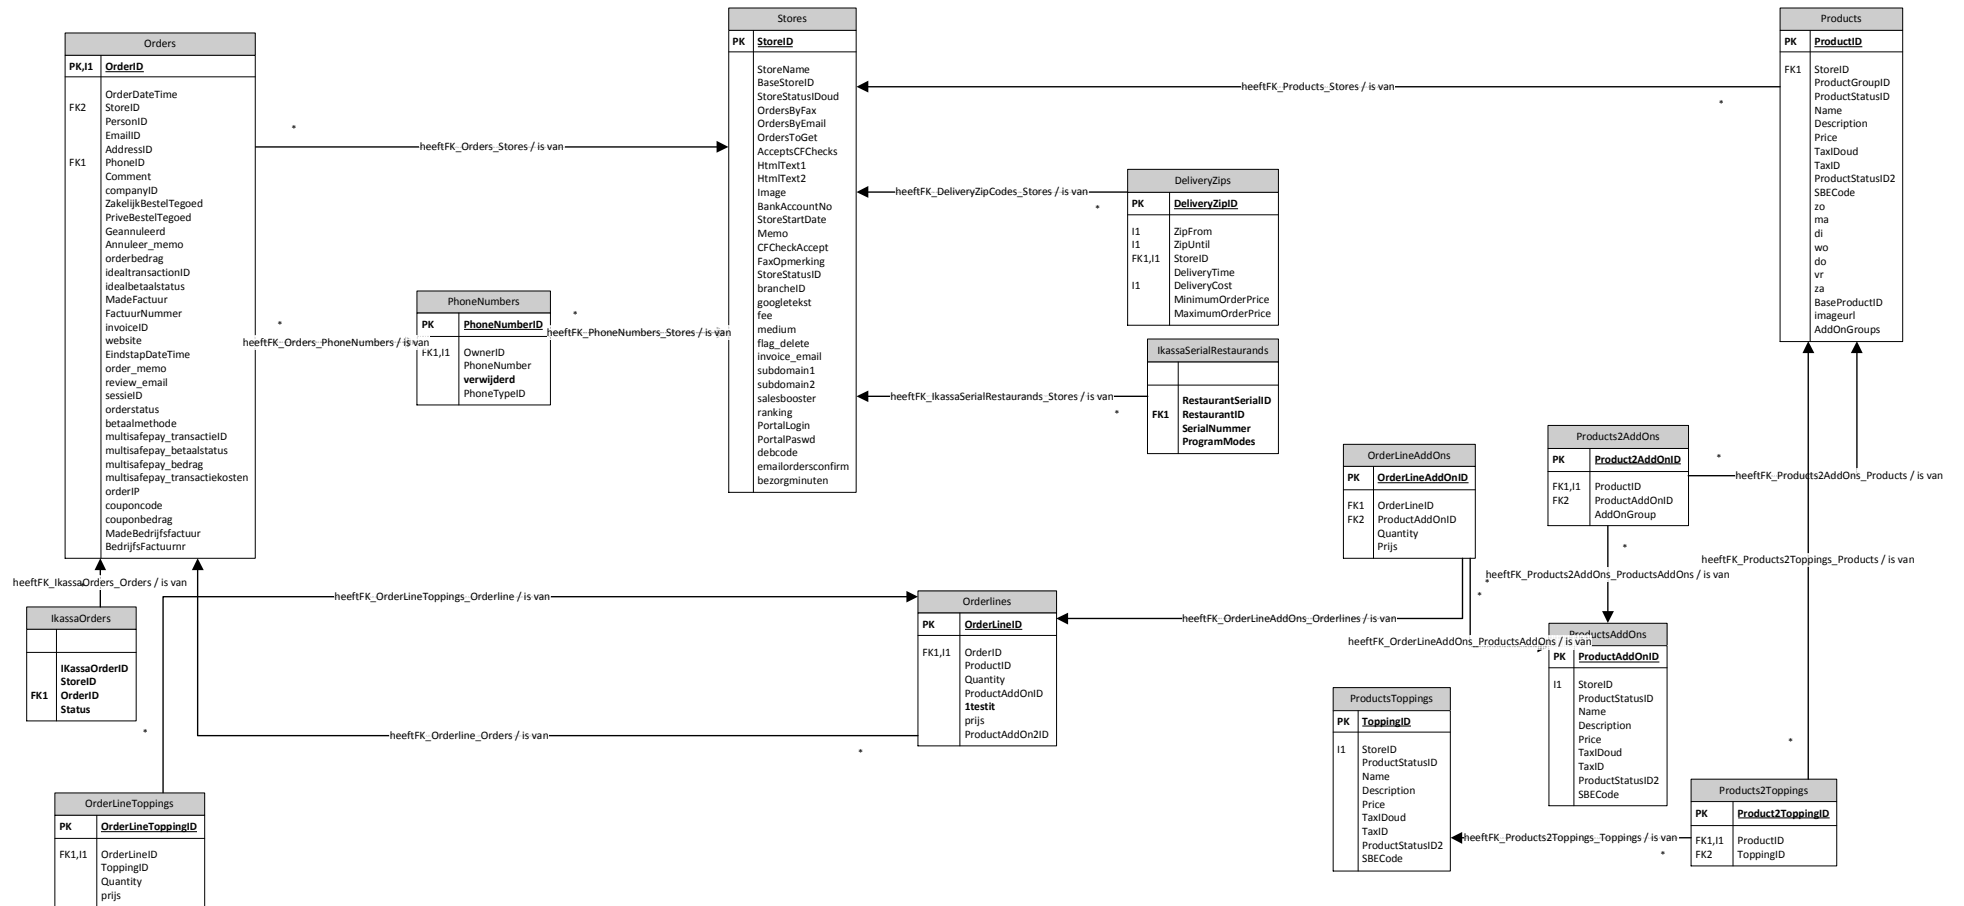 Orders
PK,I1 OrderID
OrderDateTime
FK2 StoreID
PersonID
EmailID
AddressID
FK1 PhoneID
Comment
companyID
ZakelijkBestelTegoed
PriveBestelTegoed
Geannuleerd
Annuleer_memo
orderbedrag
idealtransactionID
idealbetaalstatus
MadeFactuur
FactuurNummer
invoiceID
website
EindstapDateTime
order_memo
review_email
sessieID
orderstatus
betaalmethode
multisafepay_transactieID
multisafepay_betaalstatus
multisafepay_bedrag
multisafepay_transactiekosten
orderIP
couponcode
couponbedrag
MadeBedrijfsfactuur
BedrijfsFactuurnr
*
heeftFK_Orders_Stores / is van
*
heeftFK_Orders_PhoneNumbers / is van
PhoneNumbers
PK PhoneNumberID
FK1,I1 OwnerID
PhoneNumber
verwijderd
PhoneTypeID
*
heeftFK_PhoneNumbers_Stores / is van
Stores
PK StoreID
StoreName
BaseStoreID
StoreStatusIDoud
OrdersByFax
OrdersByEmail
OrdersToGet
AcceptsCFChecks
HtmlText1
HtmlText2
Image
BankAccountNo
StoreStartDate
Memo
CFCheckAccept
FaxOpmerking
StoreStatusID
brancheID
googletekst
fee
medium
flag_delete
invoice_email
subdomain1
subdomain2
salesbooster
ranking
PortalLogin
PortalPaswd
debcode
emailordersconfirm
bezorgminuten
heeftFK_Products_Stores / is van
*
heeftFK_DeliveryZipCodes_Stores / is van
*
DeliveryZips
PK DeliveryZipID
I1 ZipFrom
I1 ZipUntil
FK1,I1 StoreID
DeliveryTime
I1 DeliveryCost
MinimumOrderPrice
MaximumOrderPrice
heeftFK_IkassaSerialRestaurands_Stores / is van
*
IkassaSerialRestaurands
RestaurantSerialID
FK1 RestaurantID
SerialNummer
ProgramModes
Products
PK ProductID
FK1 StoreID
ProductGroupID
ProductStatusID
Name
Description
Price
TaxIDoud
TaxID
ProductStatusID2
SBECode
zo
ma
di
wo
do
vr
za
BaseProductID
imageurl
AddOnGroups
OrderLineAddOns
PK OrderLineAddOnID
FK1 OrderLineID
FK2 ProductAddOnID
Quantity
Prijs
Products2AddOns
PK Product2AddOnID
FK1,I1 ProductID
FK2 ProductAddOnID
AddOnGroup
*
heeftFK_Products2AddOns_Products / is van
*
heeftFK_Products2Toppings_Products / is van
*
heeftFK_Products2AddOns_ProductsAddOns / is van
*
heeftFK_OrderLineAddOns_Orderlines / is van
*
heeftFK_OrderLineAddOns_ProductsAddOns / is van
ProductsAddOns
PK ProductAddOnID
I1 StoreID
ProductStatusID
Name
Description
Price
TaxIDoud
TaxID
ProductStatusID2
SBECode
heeftFK_IkassaOrders_Orders / is van
IkassaOrders
IKassaOrderID
StoreID
FK1 OrderID
Status
*
heeftFK_OrderLineToppings_Orderline / is van
Orderlines
PK OrderLineID
FK1,I1 OrderID
ProductID
Quantity
ProductAddOnID
1testit
prijs
ProductAddOn2ID
heeftFK_Orderline_Orders / is van
*
ProductsToppings
PK ToppingID
I1 StoreID
ProductStatusID
Name
Description
Price
TaxIDoud
TaxID
ProductStatusID2
SBECode
*
Products2Toppings
PK Product2ToppingID
FK1,I1 ProductID
FK2 ToppingID
heeftFK_Products2Toppings_Toppings / is van
*
OrderLineToppings
PK OrderLineToppingID
FK1,I1 OrderLineID
ToppingID
Quantity
prijs